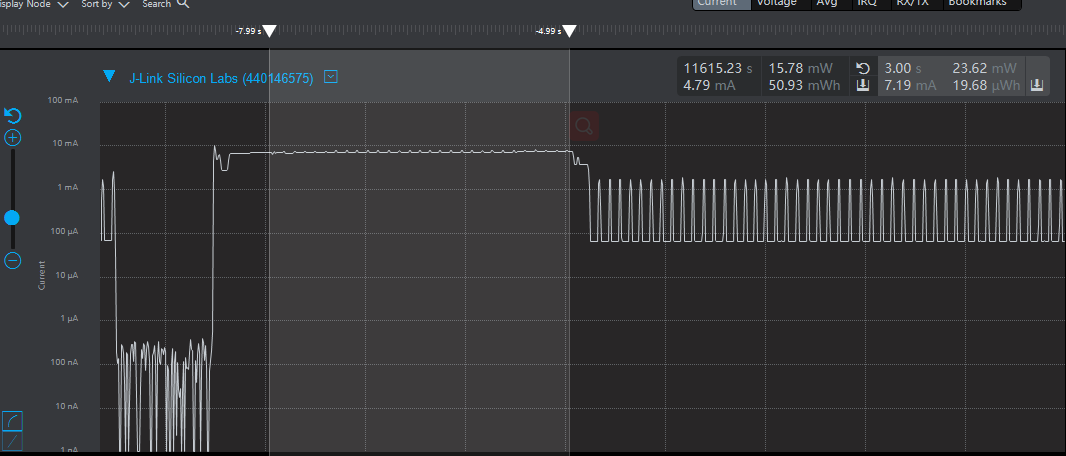 isplay Node Sort by Search Current Voltage Avg IRQ RX/TX Bookmarks
-7.99 s -4.99 s
J-Link Silicon Labs (440146575)
11615.23 s 15.78 mW 3.00 s 23.62 mW
4.79 mA 50.93 mWh 7.19 mA 19.68 µWh
100 mA
10 mA
1 mA
100 µA
10 µA
1 µA
100 nA
10 nA
1 nA
Current